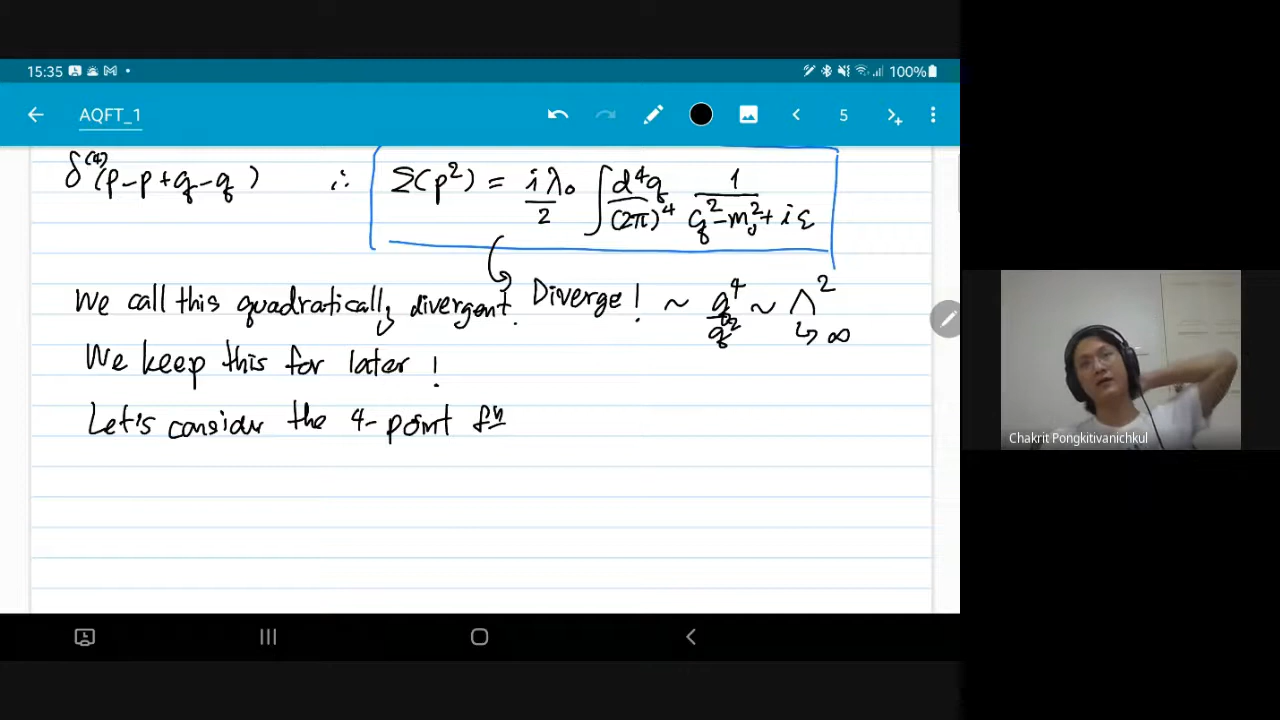 15:35 100%
AQFT_1 5
δ⁽⁴⁾(p-p+q-q) ∴ Σ(p²) = iλ₀/2 ∫ d⁴q/(2π)⁴ 1/(q²-m₀²+iε)
We call this quadratically divergent. Diverge! ~ q⁴/q² ~ Λ²
↳ ∞
We keep this for later!
Let's consider the 4-point fn
Chakrit Pongkitivanichkul